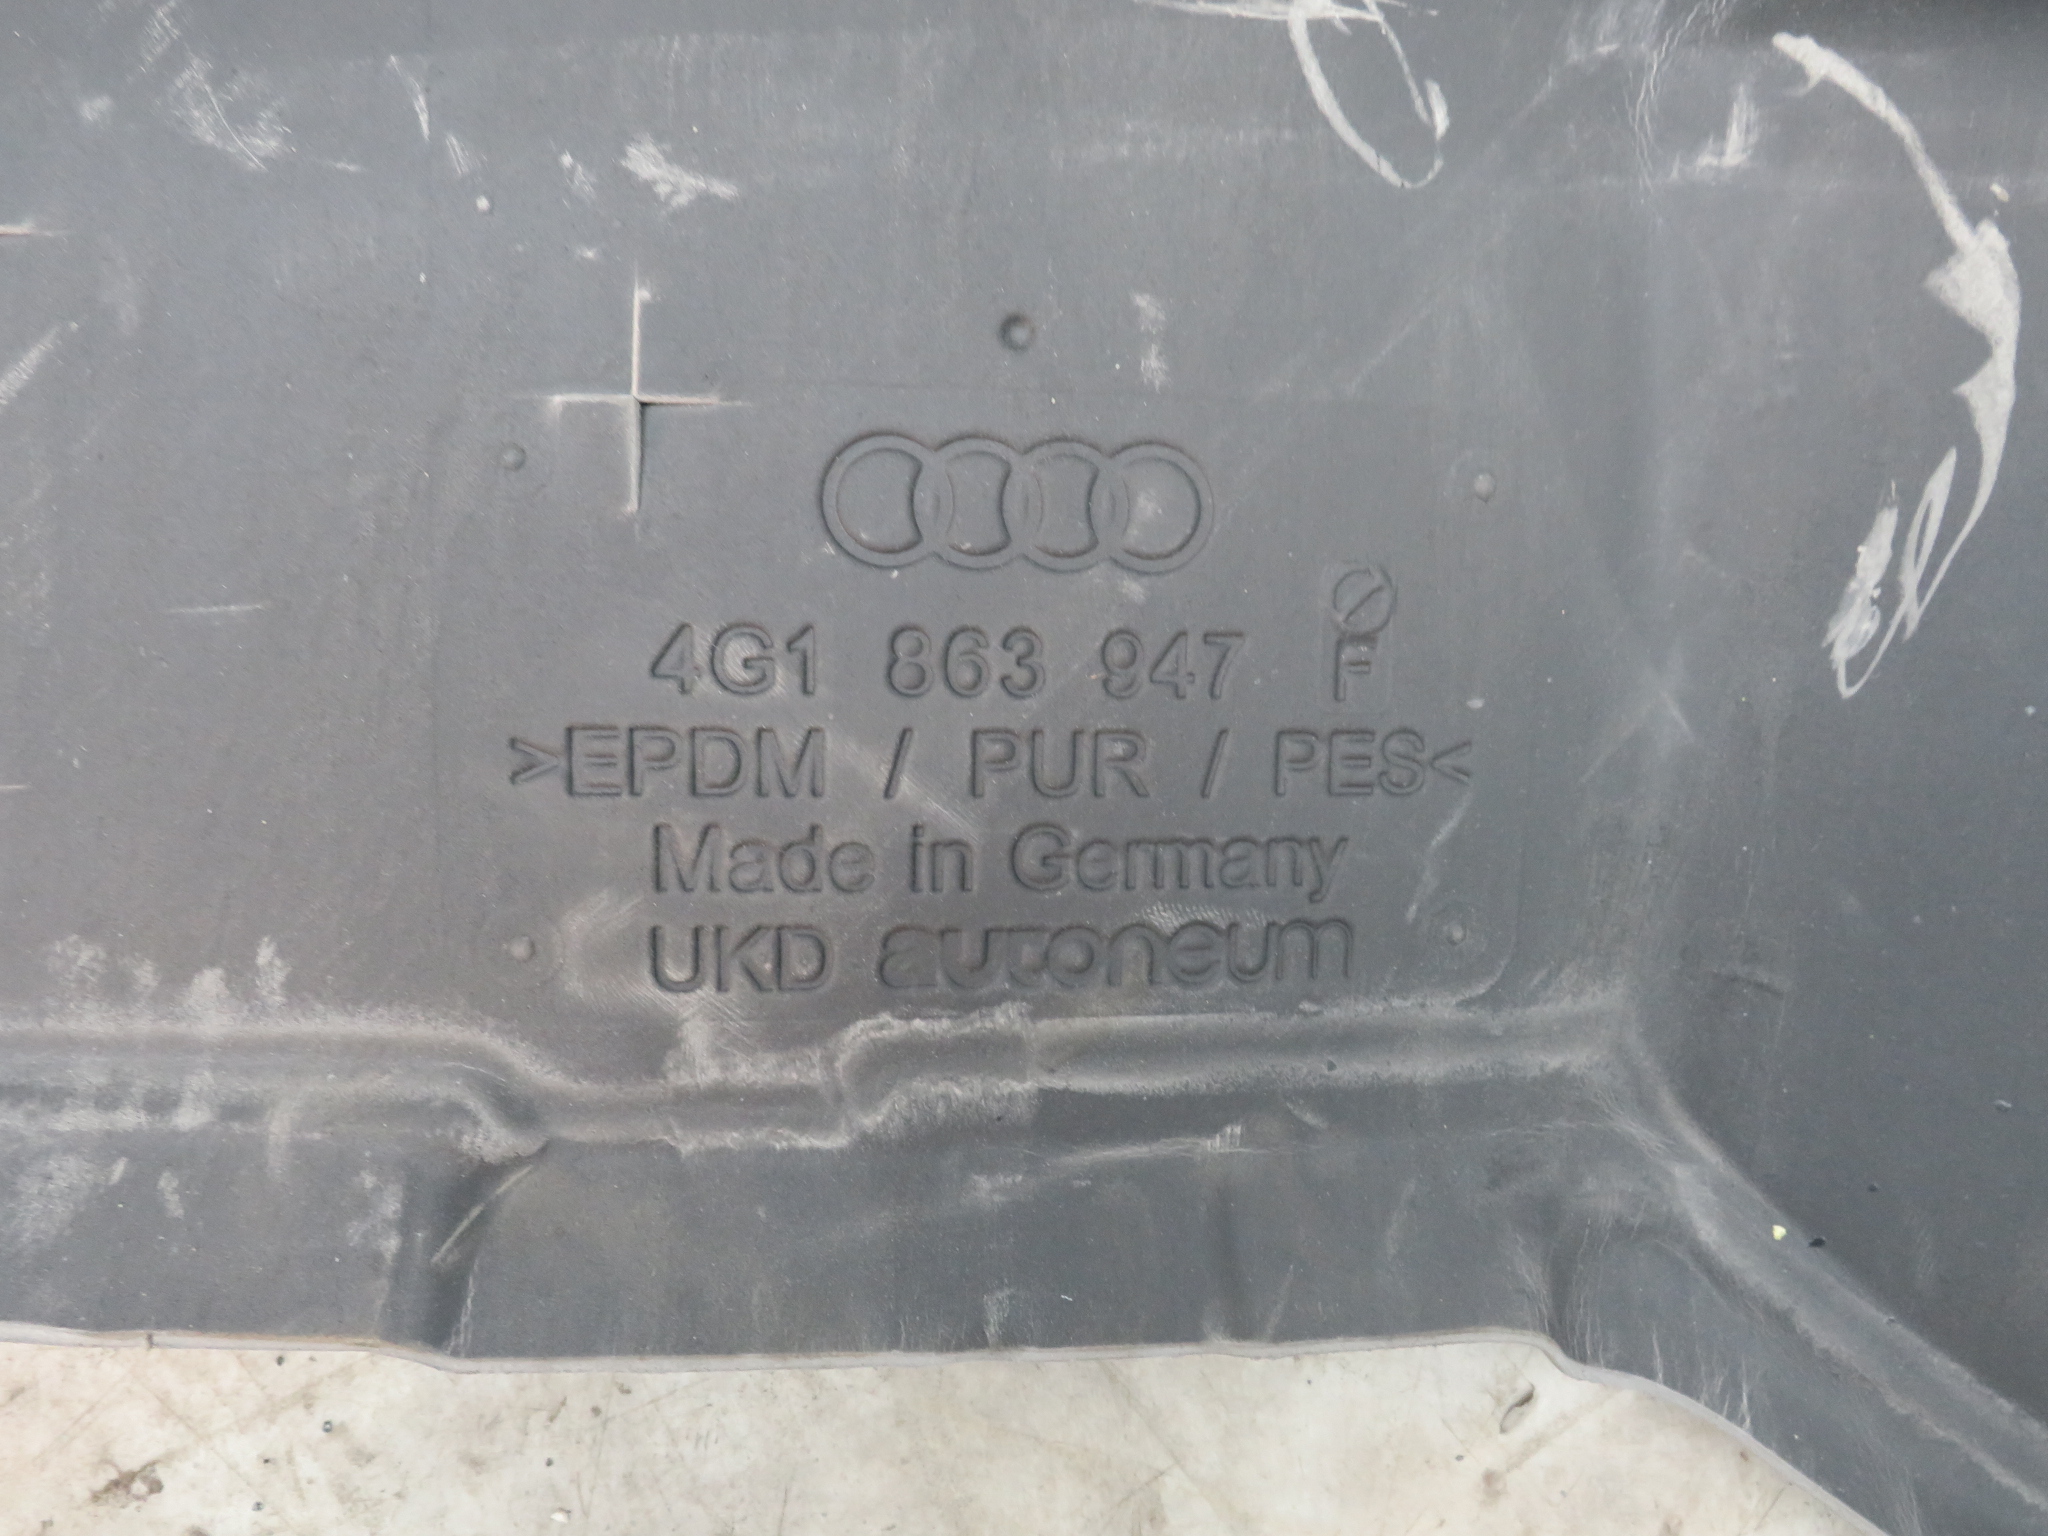 4G1 863 947 F
>EPDM / PUR / PES<
Made in Germany
UKD autoneum